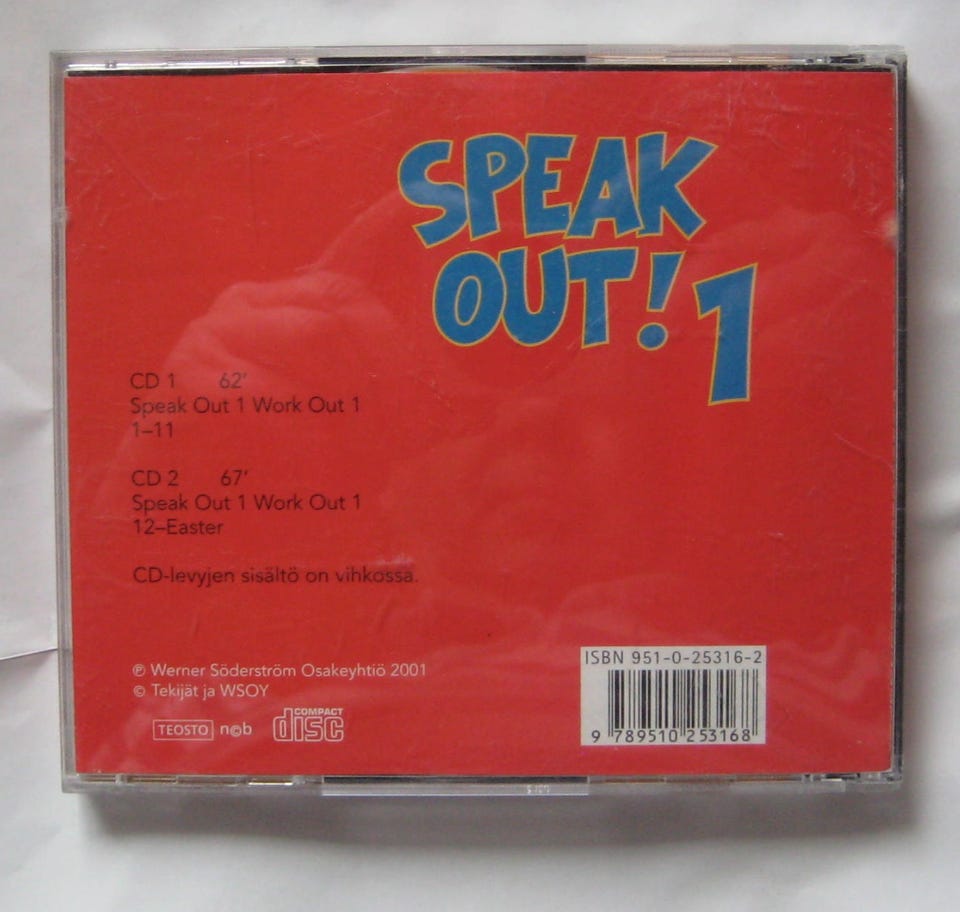 SPEAK
OUT! 1
CD 1 62'
Speak Out 1 Work Out 1
1–11
CD 2 67'
Speak Out 1 Work Out 1
12–Easter
CD-levyjen sisältö on vihkossa.
℗ Werner Söderström Osakeyhtiö 2001
© Tekijät ja WSOY
TEOSTO n©b COMPACT disc
ISBN 951-0-25316-2
9 789510 253168